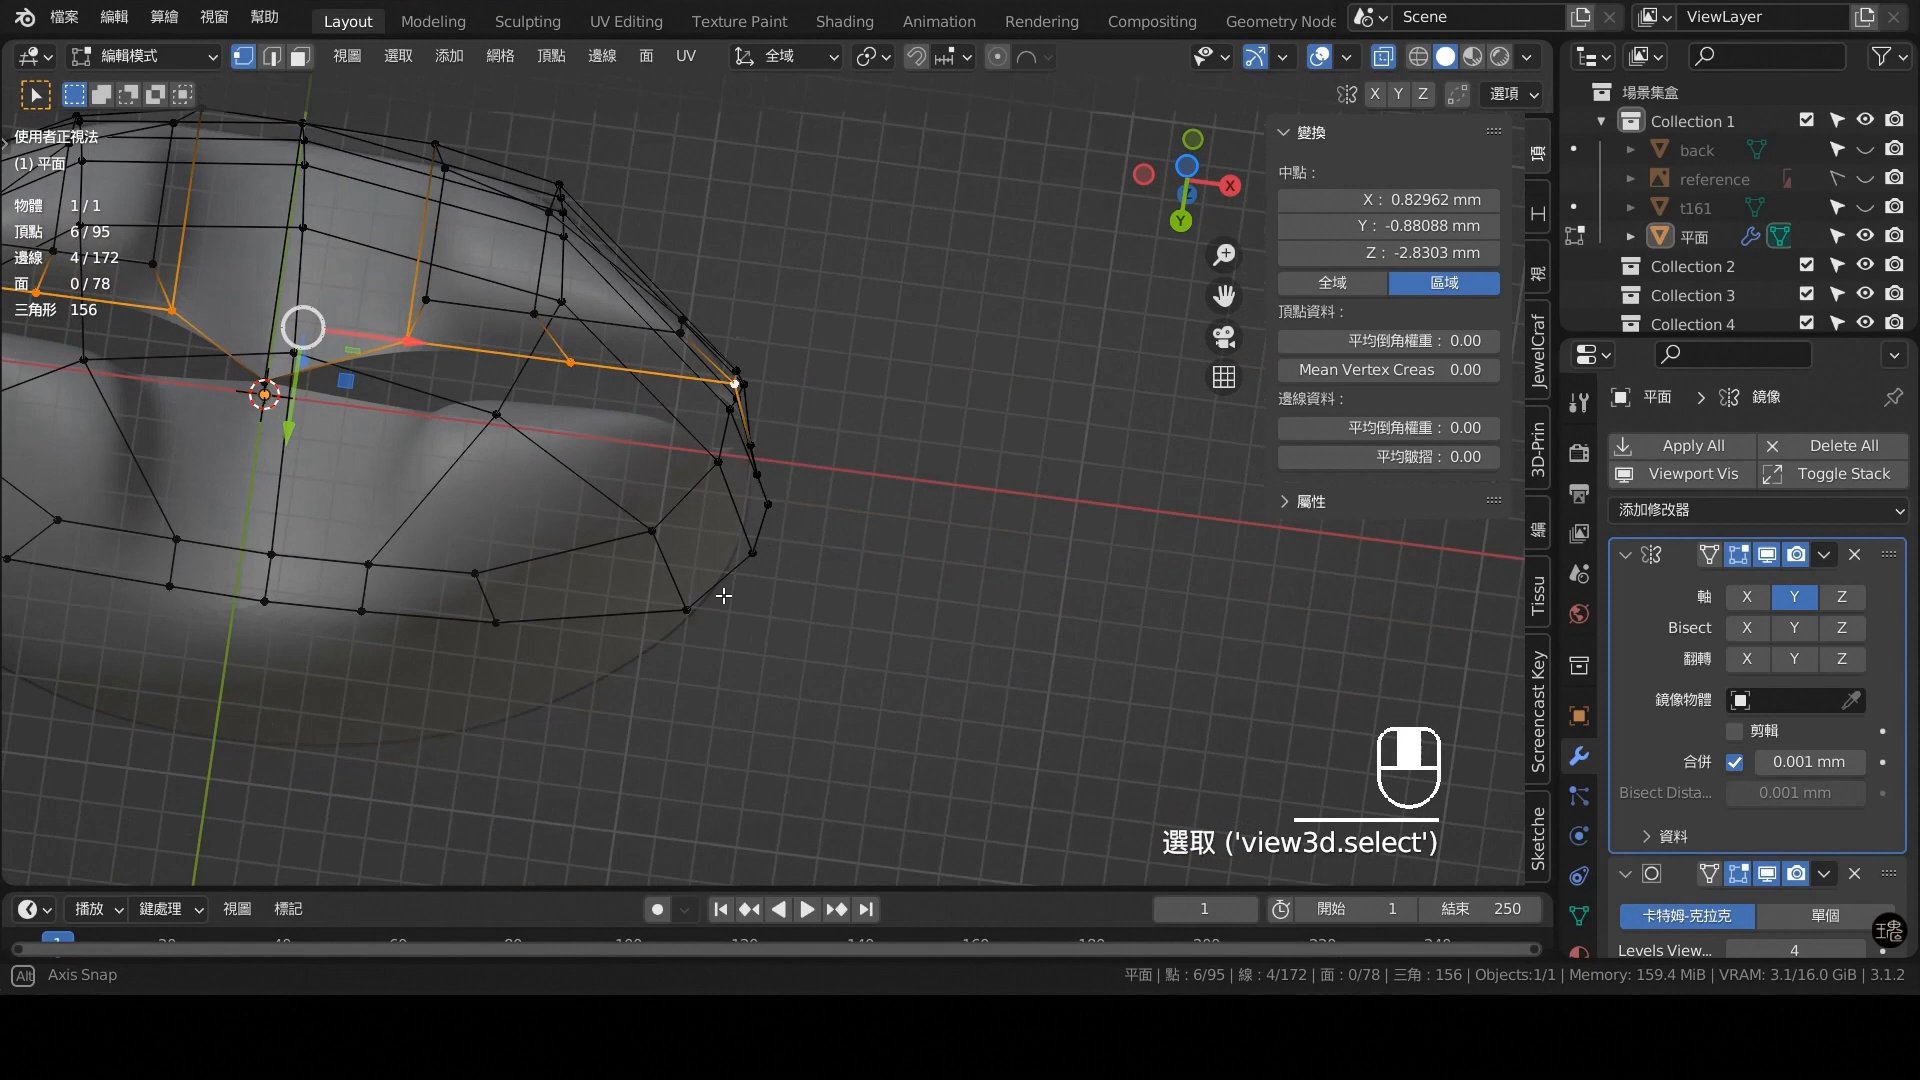 檔案 編輯 算繪 視窗 幫助
Layout Modeling Sculpting UV Editing Texture Paint Shading Animation Rendering Compositing Geometry Node
Scene
ViewLayer
編輯模式
視圖 選取 添加 網格 頂點 邊線 面 UV
全域
X Y Z
選項
使用者正視法
(1) 平面
物體 1 / 1
頂點 6 / 95
邊線 4 / 172
面 0 / 78
三角形 156
X
Y
變換
中點：
X： 0.82962 mm
Y： -0.88088 mm
Z： -2.8303 mm
全域 區域
頂點資料：
平均倒角權重： 0.00
Mean Vertex Creas 0.00
邊線資料：
平均倒角權重： 0.00
平均皺摺： 0.00
屬性
項
工
視
JewelCraf
3D-Prin
Tissu
Screencast Key
Sketche
場景集盒
Collection 1
back
reference
t161
平面
Collection 2
Collection 3
Collection 4
平面 鏡像
Apply All
Delete All
Viewport Vis
Toggle Stack
添加修改器
軸 X Y Z
Bisect X Y Z
翻轉 X Y Z
鏡像物體
剪輯
合併 0.001 mm
Bisect Dista... 0.001 mm
資料
卡特姆-克拉克 單個
Levels View... 4
選取 ('view3d.select')
播放 鍵處理 視圖 標記
1
開始 1
結束 250
1
Alt Axis Snap
平面 | 點：6/95 | 線：4/172 | 面：0/78 | 三角：156 | Objects:1/1 | Memory: 159.4 MiB | VRAM: 3.1/16.0 GiB | 3.1.2